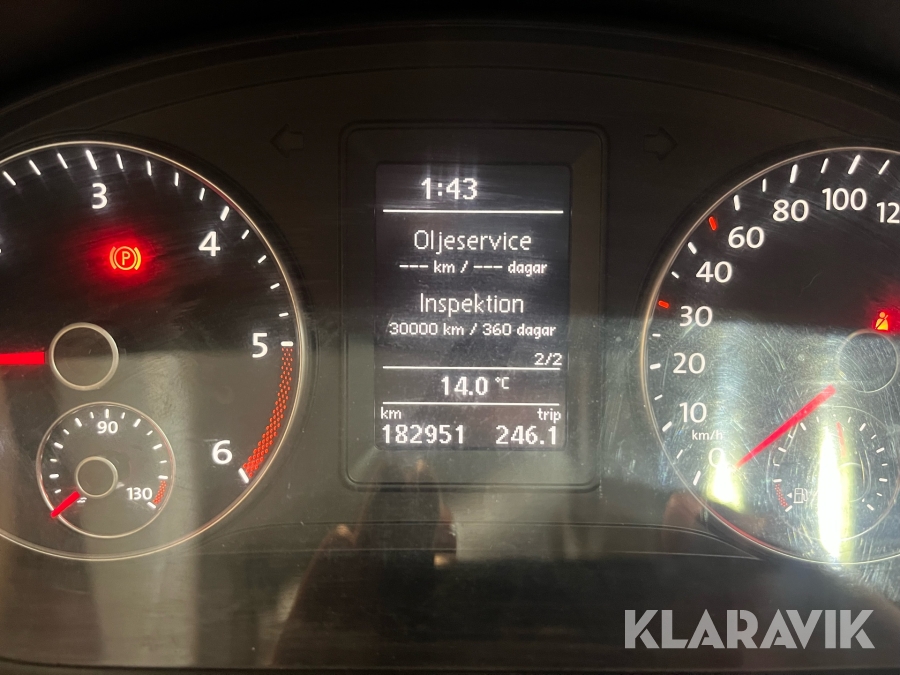 1:43
Oljeservice
--- km / --- dagar
Inspektion
30000 km / 360 dagar
2/2
14.0 °C
km trip
182951 246.1
3
4
5
6
P
90
130
0
10
20
30
40
60
80
100
12
km/h
KLARAVIK